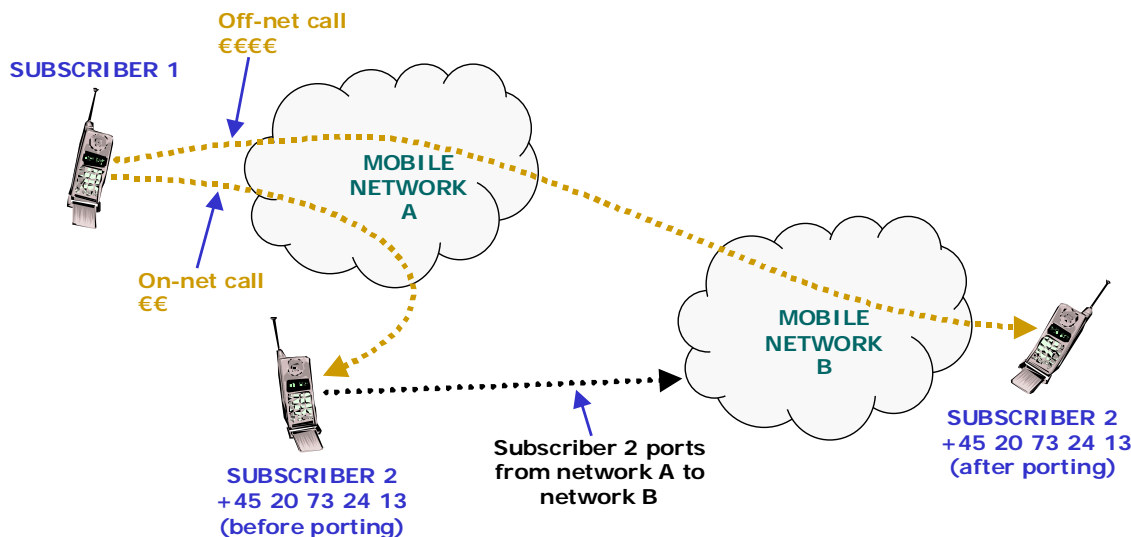 Off-net call
€€€€
SUBSCRIBER 1
MOBILE
NETWORK
A
On-net call
€€
MOBILE
NETWORK
B
Subscriber 2 ports
from network A to
network B
SUBSCRIBER 2
+45 20 73 24 13
(before porting)
SUBSCRIBER 2
+45 20 73 24 13
(after porting)